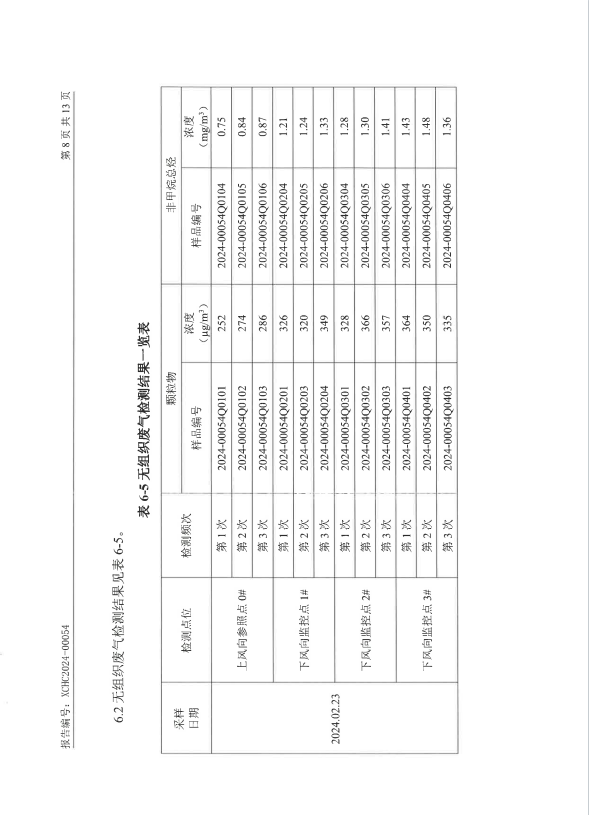 报告编号：XCHC2024-00054 第 8 页 共 13 页
6.2 无组织废气检测结果见表 6-5。
表 6-5 无组织废气检测结果一览表
采样日期 检测点位 检测频次 颗粒物 非甲烷总烃
样品编号 浓度（μg/m³） 样品编号 浓度（mg/m³）
2024.02.23 上风向参照点 0# 第 1 次 2024-00054Q0101 252 2024-00054Q0104 0.75
第 2 次 2024-00054Q0102 274 2024-00054Q0105 0.84
第 3 次 2024-00054Q0103 286 2024-00054Q0106 0.87
下风向监控点 1# 第 1 次 2024-00054Q0201 326 2024-00054Q0204 1.21
第 2 次 2024-00054Q0203 320 2024-00054Q0205 1.24
第 3 次 2024-00054Q0204 349 2024-00054Q0206 1.33
下风向监控点 2# 第 1 次 2024-00054Q0301 328 2024-00054Q0304 1.28
第 2 次 2024-00054Q0302 366 2024-00054Q0305 1.30
第 3 次 2024-00054Q0303 357 2024-00054Q0306 1.41
下风向监控点 3# 第 1 次 2024-00054Q0401 364 2024-00054Q0404 1.43
第 2 次 2024-00054Q0402 350 2024-00054Q0405 1.48
第 3 次 2024-00054Q0403 335 2024-00054Q0406 1.36